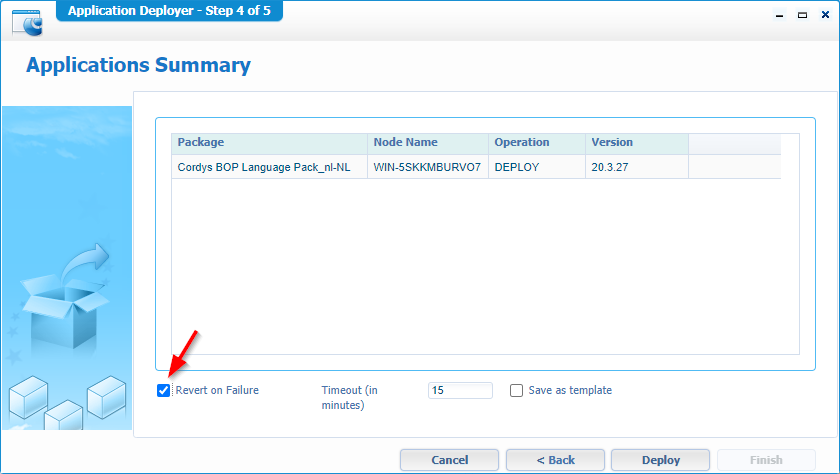 Application Deployer - Step 4 of 5
Applications Summary
Package Node Name Operation Version
Cordys BOP Language Pack_nl-NL WIN-5SKKMBURVO7 DEPLOY 20.3.27
Revert on Failure Timeout (in minutes) 15 Save as template
Cancel < Back Deploy Finish